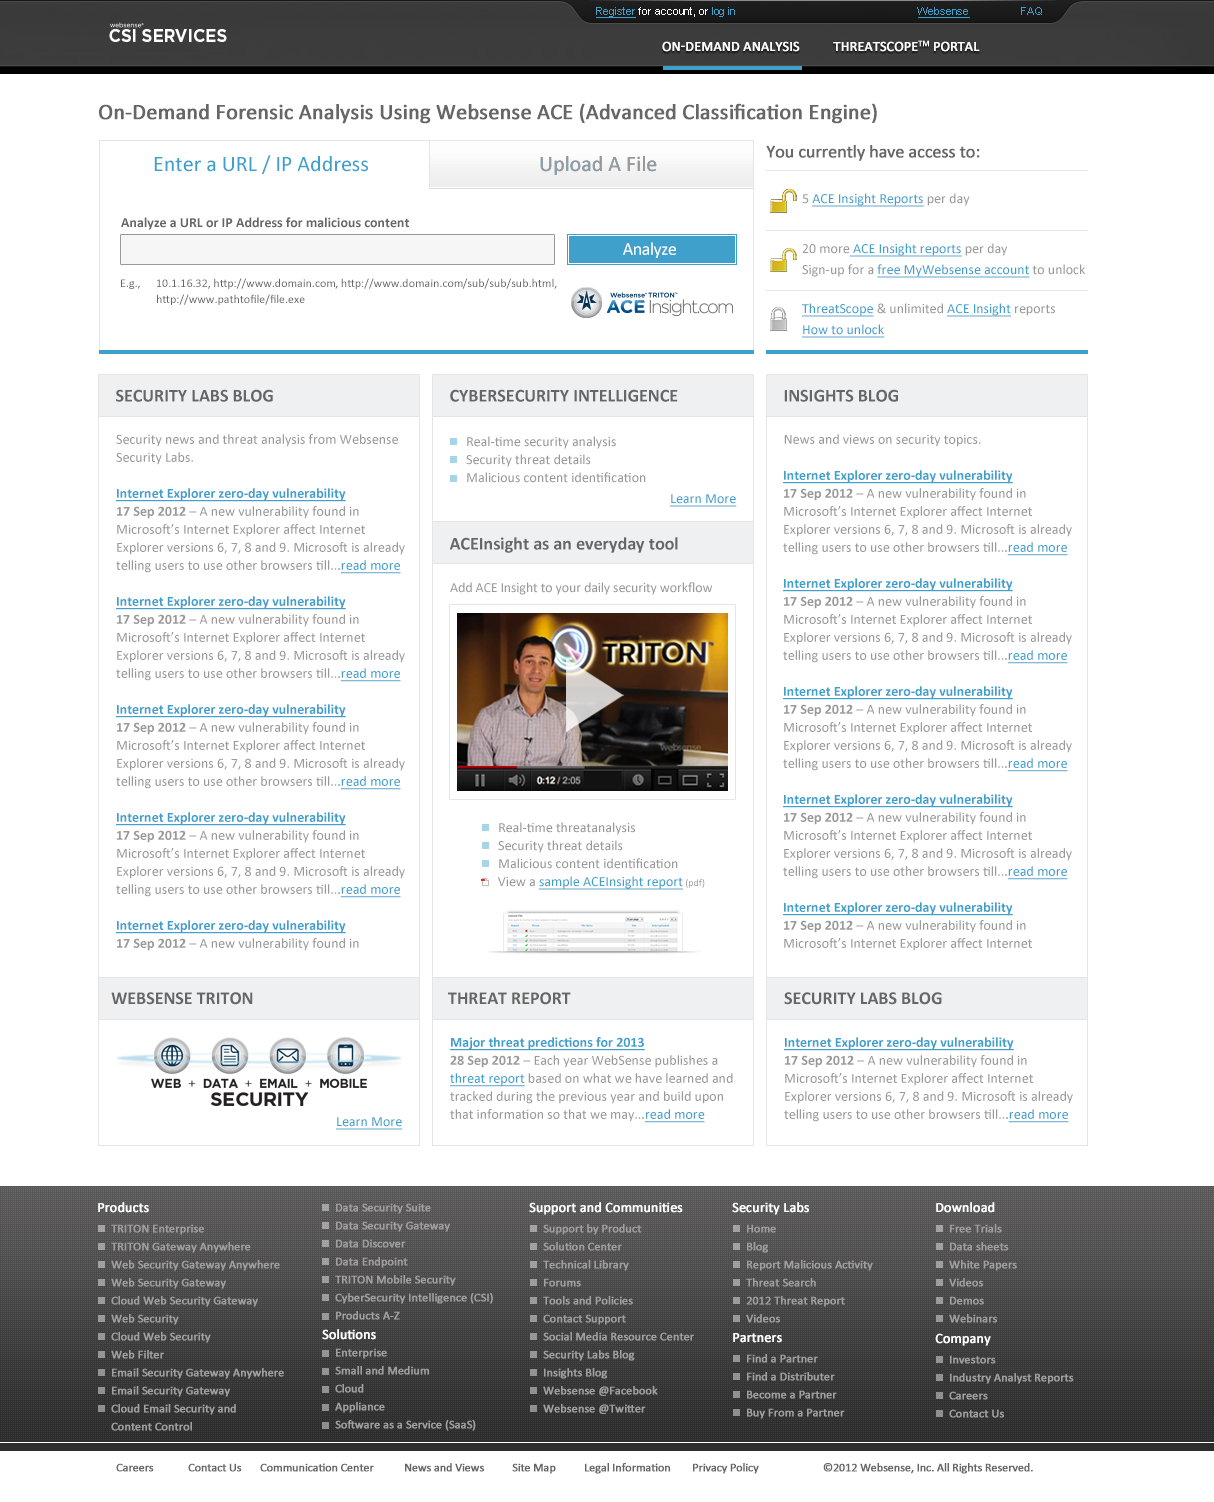 Register for account, or log in
Websense
FAQ
websense®
CSI SERVICES
ON-DEMAND ANALYSIS
THREATSCOPE™ PORTAL
On-Demand Forensic Analysis Using Websense ACE (Advanced Classification Engine)
Enter a URL / IP Address
Upload A File
Analyze a URL or IP Address for malicious content
Analyze
E.g., 10.1.16.32, http://www.domain.com, http://www.domain.com/sub/sub/sub.html,
http://www.pathtofile/file.exe
Websense® TRITON™
ACE Insight.com
You currently have access to:
5 ACE Insight Reports per day
20 more ACE Insight reports per day
Sign-up for a free MyWebsense account to unlock
ThreatScope & unlimited ACE Insight reports
How to unlock
SECURITY LABS BLOG
Security news and threat analysis from Websense
Security Labs.
Internet Explorer zero-day vulnerability
17 Sep 2012 – A new vulnerability found in
Microsoft's Internet Explorer affect Internet
Explorer versions 6, 7, 8 and 9. Microsoft is already
telling users to use other browsers till...read more
Internet Explorer zero-day vulnerability
17 Sep 2012 – A new vulnerability found in
Microsoft's Internet Explorer affect Internet
Explorer versions 6, 7, 8 and 9. Microsoft is already
telling users to use other browsers till...read more
Internet Explorer zero-day vulnerability
17 Sep 2012 – A new vulnerability found in
Microsoft's Internet Explorer affect Internet
Explorer versions 6, 7, 8 and 9. Microsoft is already
telling users to use other browsers till...read more
Internet Explorer zero-day vulnerability
17 Sep 2012 – A new vulnerability found in
Microsoft's Internet Explorer affect Internet
Explorer versions 6, 7, 8 and 9. Microsoft is already
telling users to use other browsers till...read more
Internet Explorer zero-day vulnerability
17 Sep 2012 – A new vulnerability found in
CYBERSECURITY INTELLIGENCE
Real-time security analysis
Security threat details
Malicious content identification
Learn More
ACEInsight as an everyday tool
Add ACE Insight to your daily security workflow
TRITON™
websense
0:12 / 2:05
Real-time threatanalysis
Security threat details
Malicious content identification
View a sample ACEInsight report (pdf)
INSIGHTS BLOG
News and views on security topics.
Internet Explorer zero-day vulnerability
17 Sep 2012 – A new vulnerability found in
Microsoft's Internet Explorer affect Internet
Explorer versions 6, 7, 8 and 9. Microsoft is already
telling users to use other browsers till...read more
Internet Explorer zero-day vulnerability
17 Sep 2012 – A new vulnerability found in
Microsoft's Internet Explorer affect Internet
Explorer versions 6, 7, 8 and 9. Microsoft is already
telling users to use other browsers till...read more
Internet Explorer zero-day vulnerability
17 Sep 2012 – A new vulnerability found in
Microsoft's Internet Explorer affect Internet
Explorer versions 6, 7, 8 and 9. Microsoft is already
telling users to use other browsers till...read more
Internet Explorer zero-day vulnerability
17 Sep 2012 – A new vulnerability found in
Microsoft's Internet Explorer affect Internet
Explorer versions 6, 7, 8 and 9. Microsoft is already
telling users to use other browsers till...read more
Internet Explorer zero-day vulnerability
17 Sep 2012 – A new vulnerability found in
Microsoft's Internet Explorer affect Internet
WEBSENSE TRITON
WEB + DATA + EMAIL + MOBILE
SECURITY
Learn More
THREAT REPORT
Major threat predictions for 2013
28 Sep 2012 – Each year WebSense publishes a
threat report based on what we have learned and
tracked during the previous year and build upon
that information so that we may...read more
SECURITY LABS BLOG
Internet Explorer zero-day vulnerability
17 Sep 2012 – A new vulnerability found in
Microsoft's Internet Explorer affect Internet
Explorer versions 6, 7, 8 and 9. Microsoft is already
telling users to use other browsers till...read more
Products
TRITON Enterprise
TRITON Gateway Anywhere
Web Security Gateway Anywhere
Web Security Gateway
Cloud Web Security Gateway
Web Security
Cloud Web Security
Web Filter
Email Security Gateway Anywhere
Email Security Gateway
Cloud Email Security and
Content Control
Data Security Suite
Data Security Gateway
Data Discover
Data Endpoint
TRITON Mobile Security
CyberSecurity Intelligence (CSI)
Products A-Z
Solutions
Enterprise
Small and Medium
Cloud
Appliance
Software as a Service (SaaS)
Support and Communities
Support by Product
Solution Center
Technical Library
Forums
Tools and Policies
Contact Support
Social Media Resource Center
Security Labs Blog
Insights Blog
Websense @Facebook
Websense @Twitter
Security Labs
Home
Blog
Report Malicious Activity
Threat Search
2012 Threat Report
Videos
Partners
Find a Partner
Find a Distributer
Become a Partner
Buy From a Partner
Download
Free Trials
Data sheets
White Papers
Videos
Demos
Webinars
Company
Investors
Industry Analyst Reports
Careers
Contact Us
Careers
Contact Us
Communication Center
News and Views
Site Map
Legal Information
Privacy Policy
©2012 Websense, Inc. All Rights Reserved.